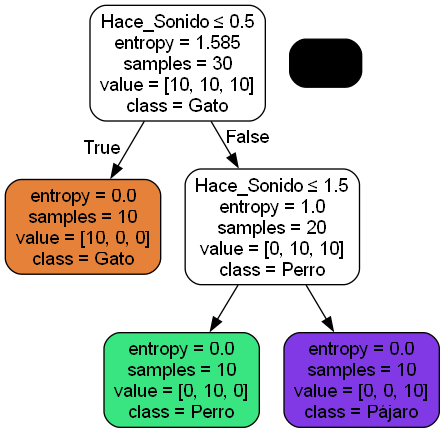 Hace_Sonido ≤ 0.5
entropy = 1.585
samples = 30
value = [10, 10, 10]
class = Gato
True
False
entropy = 0.0
samples = 10
value = [10, 0, 0]
class = Gato
Hace_Sonido ≤ 1.5
entropy = 1.0
samples = 20
value = [0, 10, 10]
class = Perro
entropy = 0.0
samples = 10
value = [0, 10, 0]
class = Perro
entropy = 0.0
samples = 10
value = [0, 0, 10]
class = Pájaro